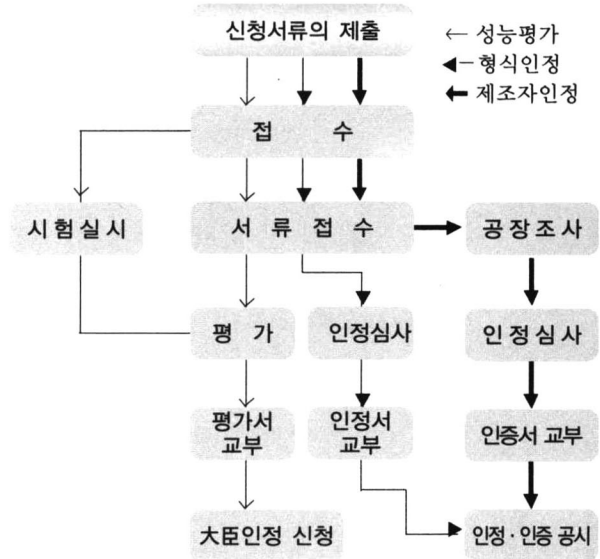 신청서류의 제출
← 성능평가
◀─ 형식인정
⬅ 제조자인정
접 수
시험실시
서 류 접 수
공장조사
평 가
인정심사
인정심사
평가서
교부
인정서
교부
인증서 교부
大臣인정 신청
인정·인증 공시